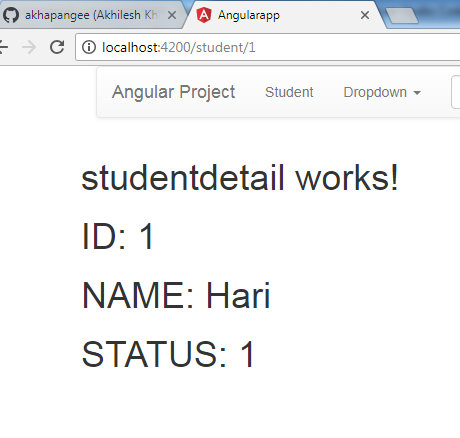 akhapangee (Akhilesh Kh
Angularapp
localhost:4200/student/1
Angular Project Student Dropdown
studentdetail works!
ID: 1
NAME: Hari
STATUS: 1